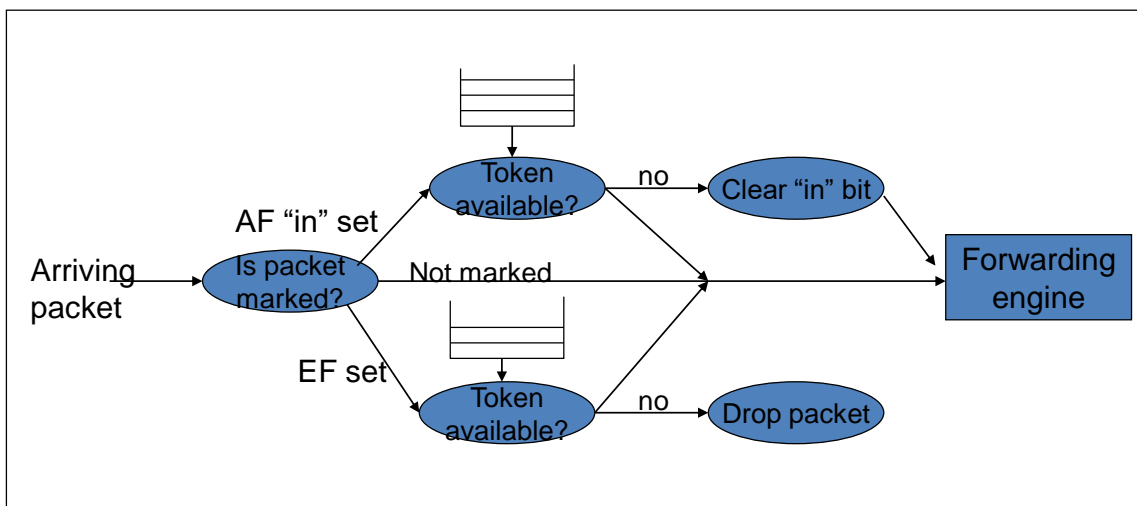 Token
available?
no
Clear “in” bit
AF “in” set
Arriving
packet
Is packet
marked?
Not marked
Forwarding
engine
EF set
Token
available?
no
Drop packet